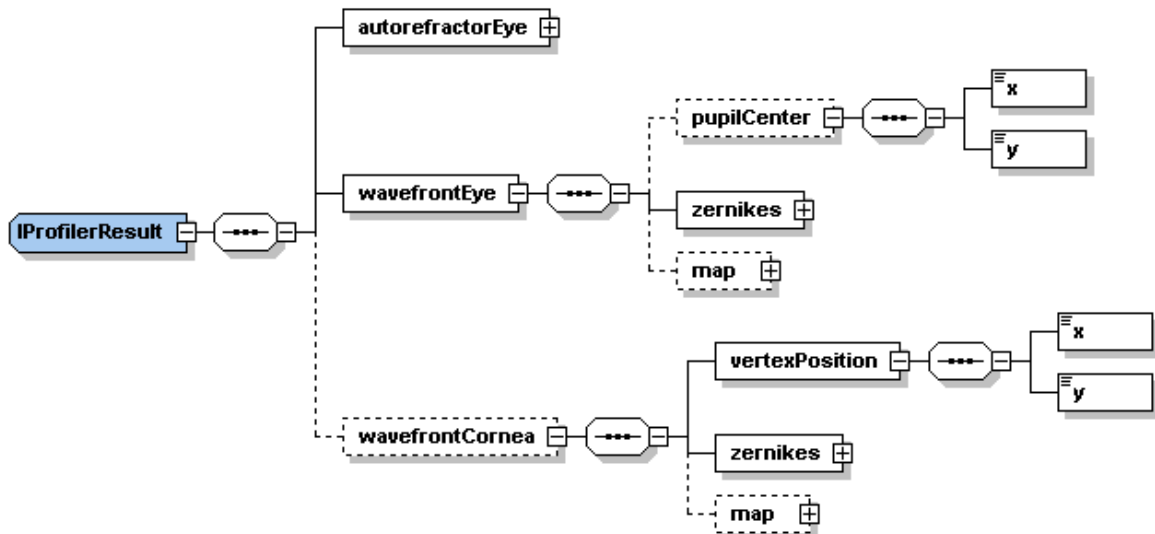 autorefractorEye
pupilCenter
x
y
wavefrontEye
zernikes
IProfilerResult
map
vertexPosition
x
y
wavefrontCornea
zernikes
map